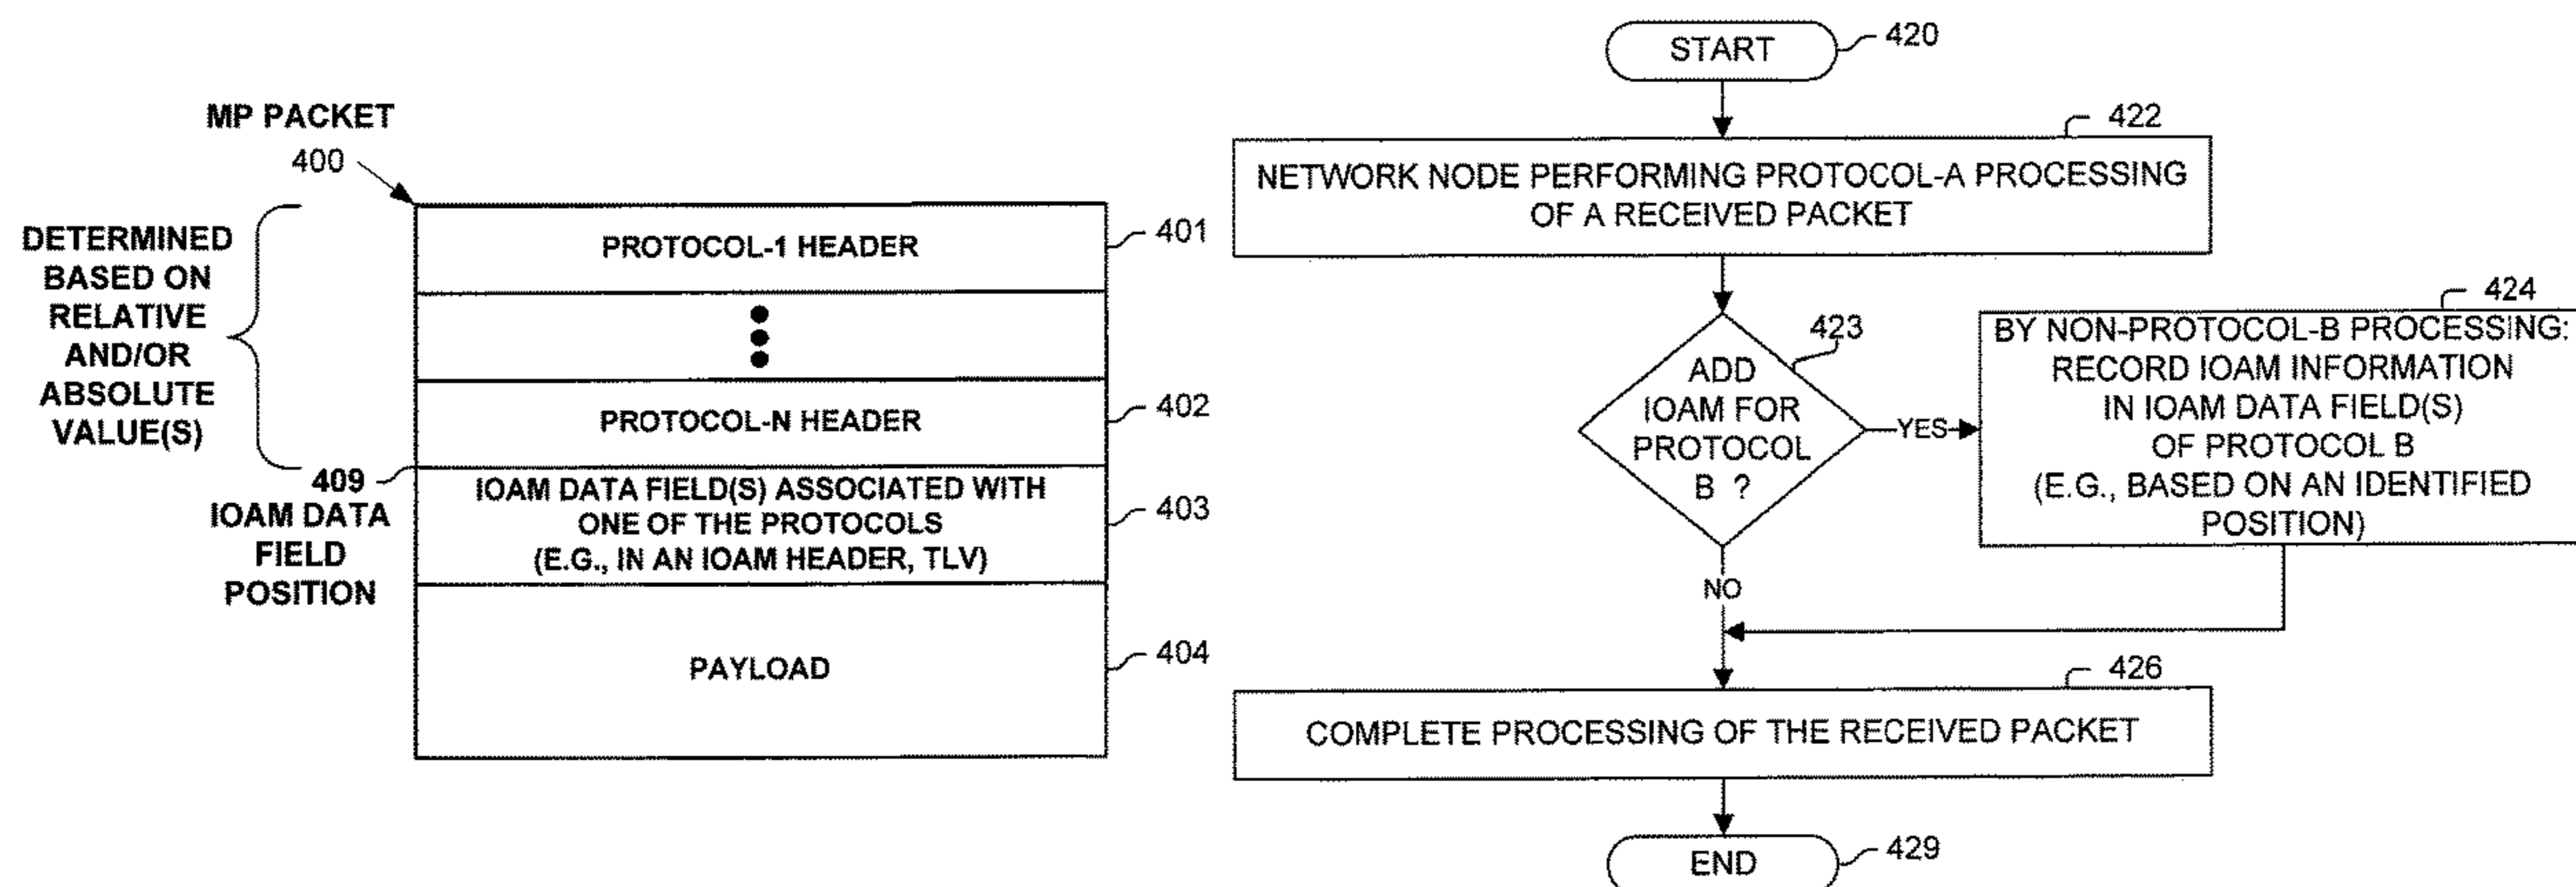 MP PACKET
400
DETERMINED
BASED ON
RELATIVE
AND/OR
ABSOLUTE
VALUE(S)
PROTOCOL-1 HEADER
401
PROTOCOL-N HEADER
402
409
IOAM DATA
FIELD
POSITION
IOAM DATA FIELD(S) ASSOCIATED WITH
ONE OF THE PROTOCOLS
(E.G., IN AN IOAM HEADER, TLV)
403
PAYLOAD
404
START
420
422
NETWORK NODE PERFORMING PROTOCOL-A PROCESSING
OF A RECEIVED PACKET
423
ADD
IOAM FOR
PROTOCOL
B ?
YES
NO
424
BY NON-PROTOCOL-B PROCESSING:
RECORD IOAM INFORMATION
IN IOAM DATA FIELD(S)
OF PROTOCOL B
(E.G., BASED ON AN IDENTIFIED
POSITION)
426
COMPLETE PROCESSING OF THE RECEIVED PACKET
END
429